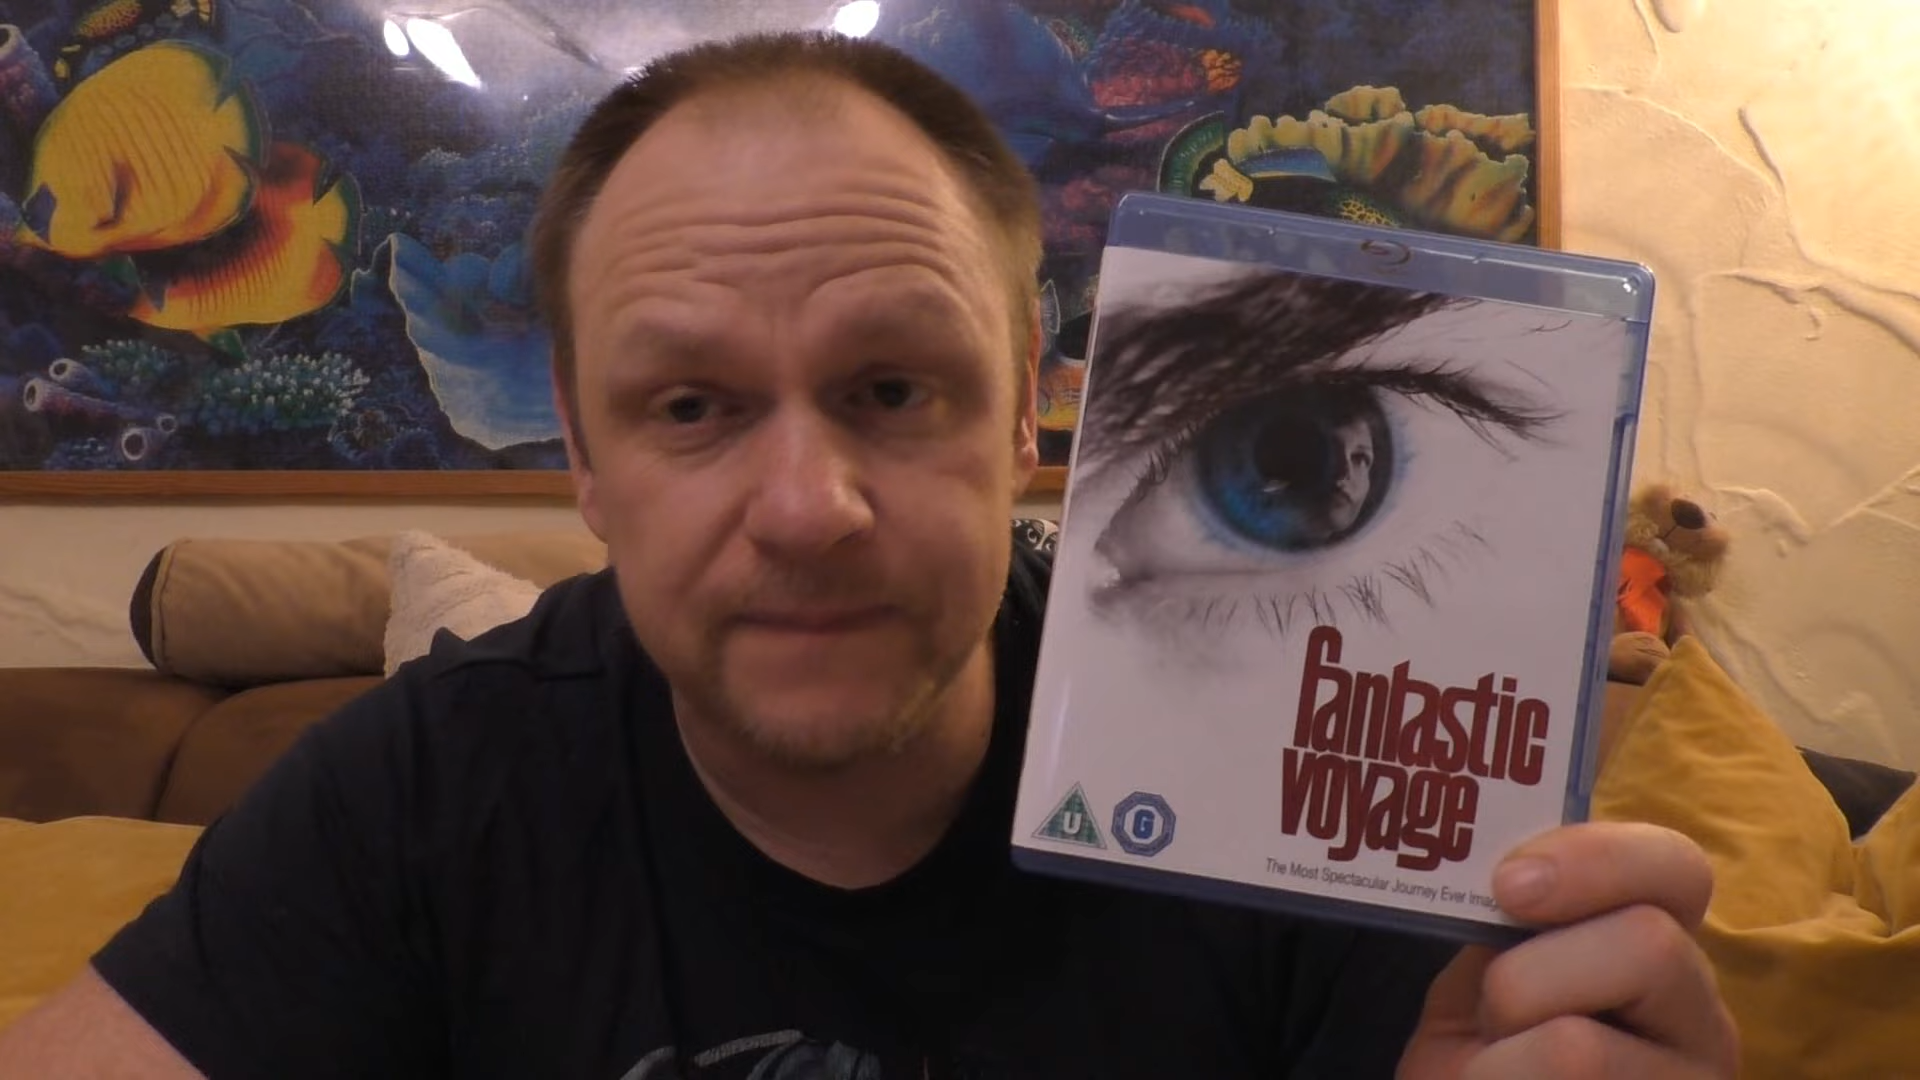 fantastic
voyage
U
G
The Most Spectacular Journey Ever